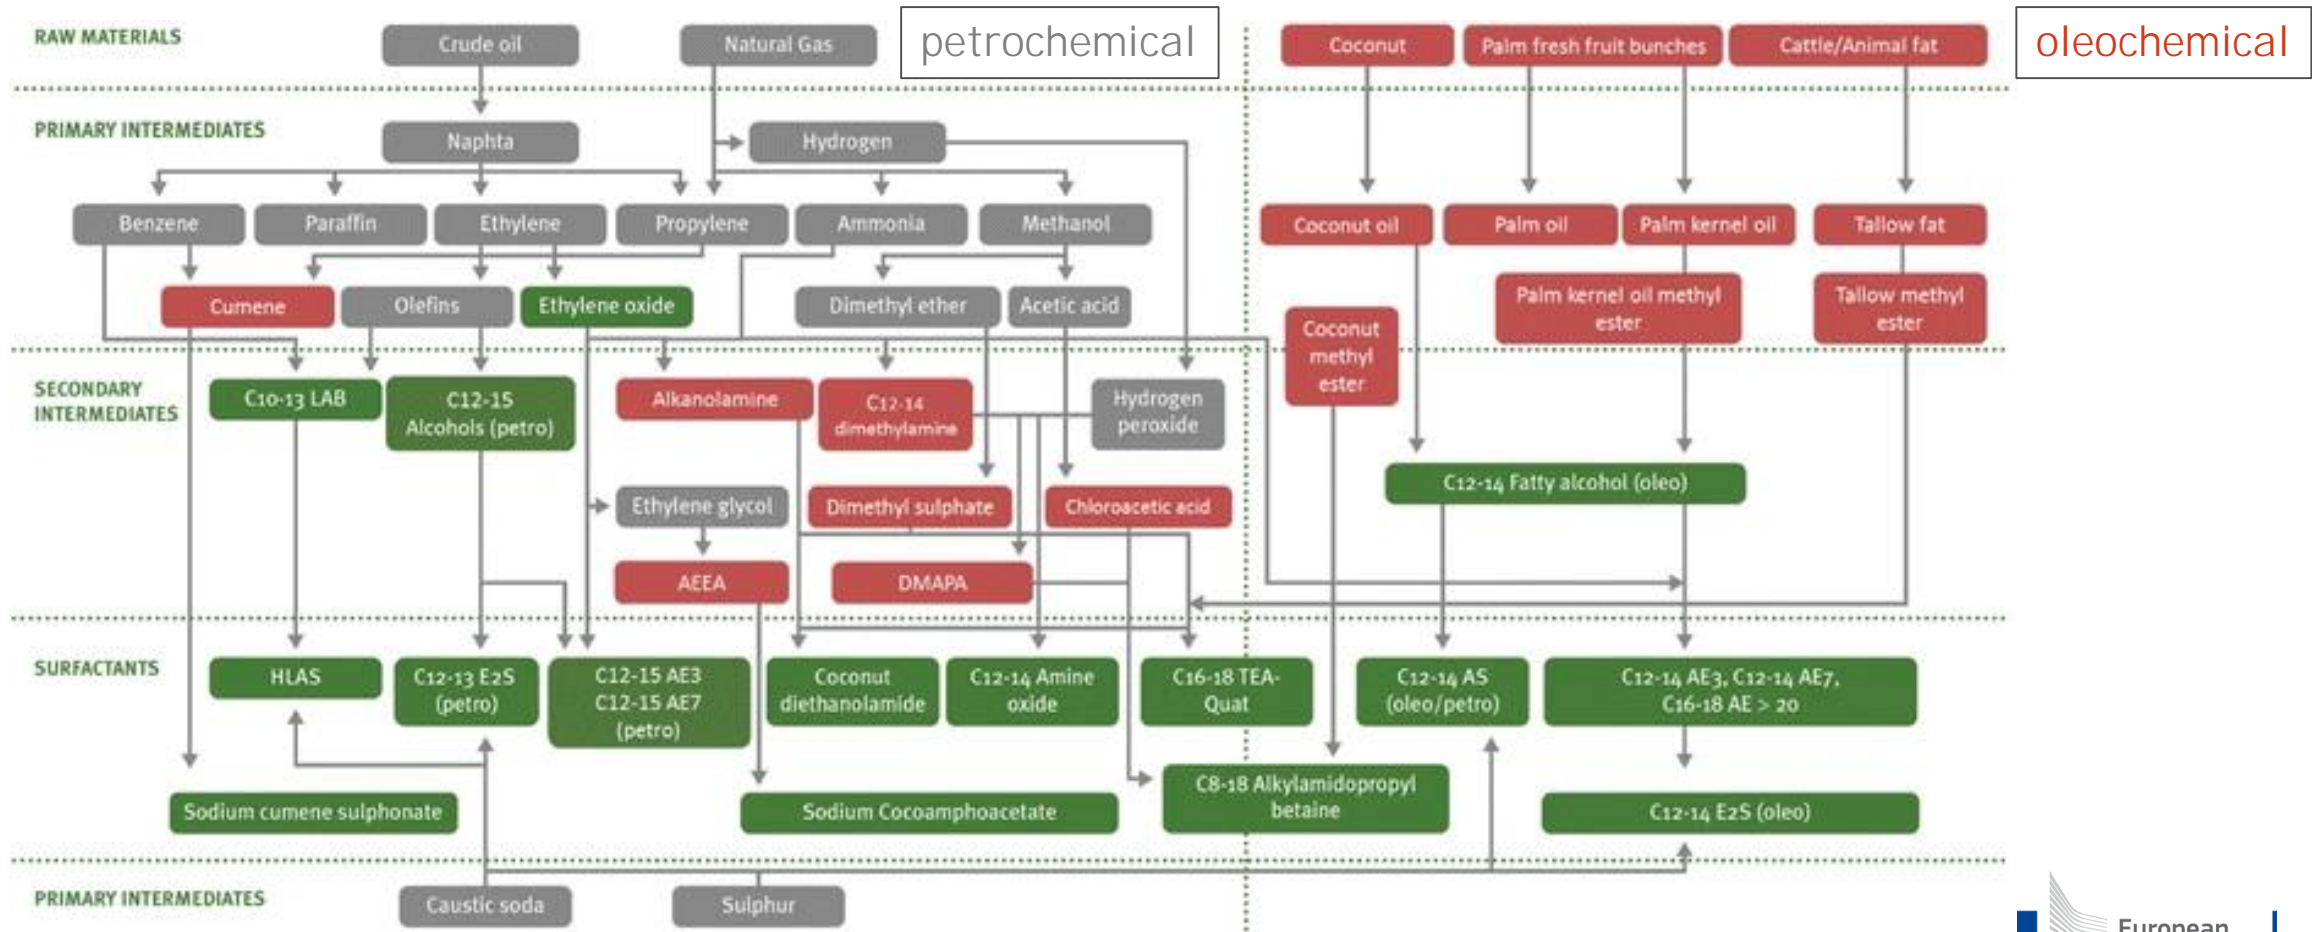 RAW MATERIALS
Crude oil
Natural Gas
petrochemical
Coconut
Palm fresh fruit bunches
Cattle/Animal fat
oleochemical
PRIMARY INTERMEDIATES
Naphta
Hydrogen
Benzene
Paraffin
Ethylene
Propylene
Ammonia
Methanol
Coconut oil
Palm oil
Palm kernel oil
Tallow fat
Cumene
Olefins
Ethylene oxide
Dimethyl ether
Acetic acid
Coconut
methyl
ester
Palm kernel oil methyl
ester
Tallow methyl
ester
SECONDARY
INTERMEDIATES
C10-13 LAB
C12-15
Alcohols (petro)
Alkanolamine
C12-14
dimethylamine
Hydrogen
peroxide
C12-14 Fatty alcohol (oleo)
Ethylene glycol
Dimethyl sulphate
Chloroacetic acid
AEEA
DMAPA
SURFACTANTS
HLAS
C12-13 E2S
(petro)
C12-15 AE3
C12-15 AE7
(petro)
Coconut
diethanolamide
C12-14 Amine
oxide
C16-18 TEA-
Quat
C12-14 AS
(oleo/petro)
C12-14 AE3, C12-14 AE7,
C16-18 AE > 20
Sodium cumene sulphonate
Sodium Cocoamphoacetate
C8-18 Alkylamidopropyl
betaine
C12-14 E2S (oleo)
PRIMARY INTERMEDIATES
Caustic soda
Sulphur
European